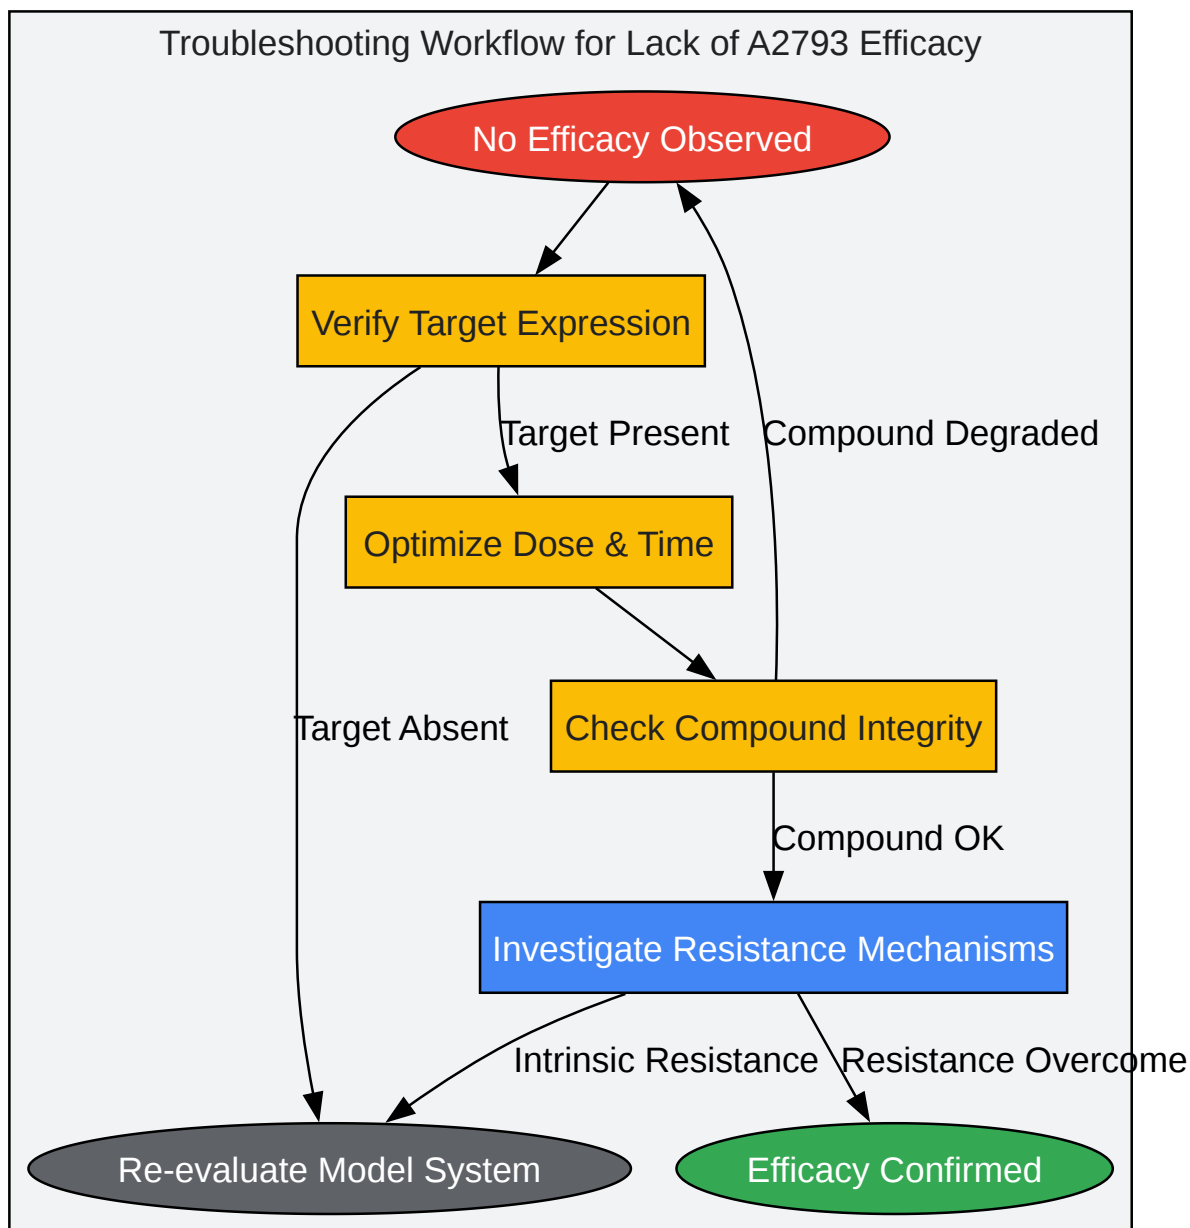 Troubleshooting Workflow for Lack of A2793 Efficacy
No Efficacy Observed
Verify Target Expression
Target Present
Compound Degraded
Optimize Dose & Time
Target Absent
Check Compound Integrity
Compound OK
Investigate Resistance Mechanisms
Intrinsic Resistance
Resistance Overcome
Re-evaluate Model System
Efficacy Confirmed